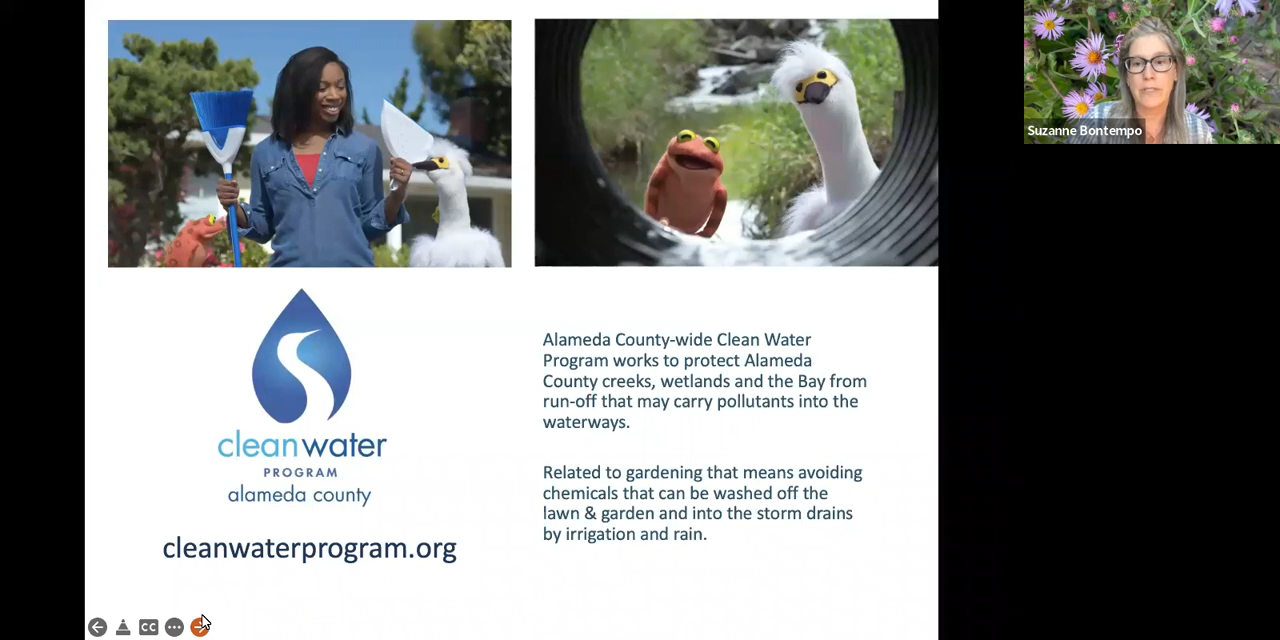 Suzanne Bontempo
clean water
PROGRAM
alameda county
cleanwaterprogram.org
Alameda County-wide Clean Water
Program works to protect Alameda
County creeks, wetlands and the Bay from
run-off that may carry pollutants into the
waterways.
Related to gardening that means avoiding
chemicals that can be washed off the
lawn & garden and into the storm drains
by irrigation and rain.
CC